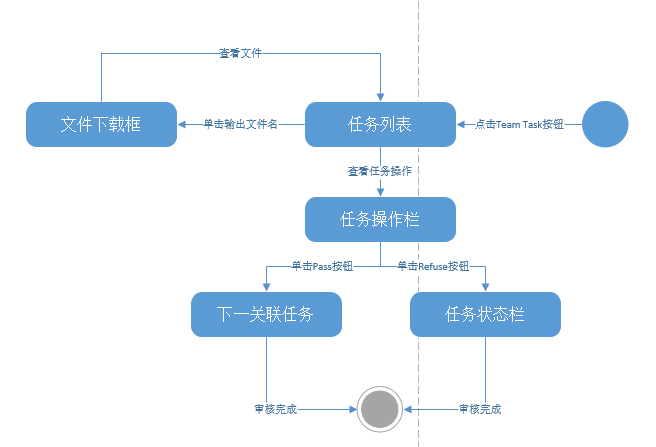 查看文件
文件下载框
单击输出文件名
任务列表
点击Team Task按钮
查看任务操作
任务操作栏
单击Pass按钮
单击Refuse按钮
下一关联任务
任务状态栏
审核完成
审核完成